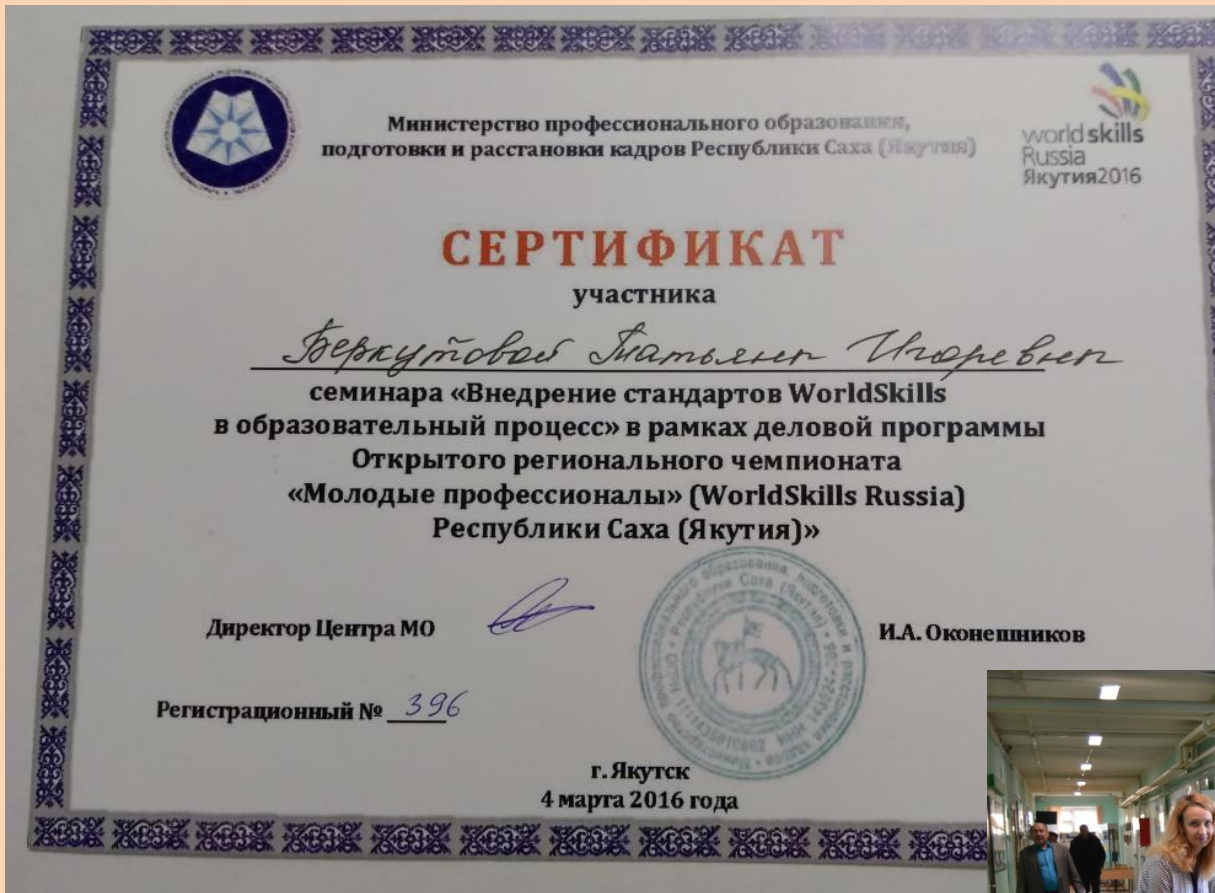 Министерство профессионального образования,
подготовки и расстановки кадров Республики Саха (Якутия)
world skills
Russia
Якутия2016
СЕРТИФИКАТ
участника
Беркутовой Татьяне Игоревне
семинара «Внедрение стандартов WorldSkills
в образовательный процесс» в рамках деловой программы
Открытого регионального чемпионата
«Молодые профессионалы» (WorldSkills Russia)
Республики Саха (Якутия)»
Директор Центра МО
И.А. Оконешников
Регистрационный № 396
г. Якутск
4 марта 2016 года